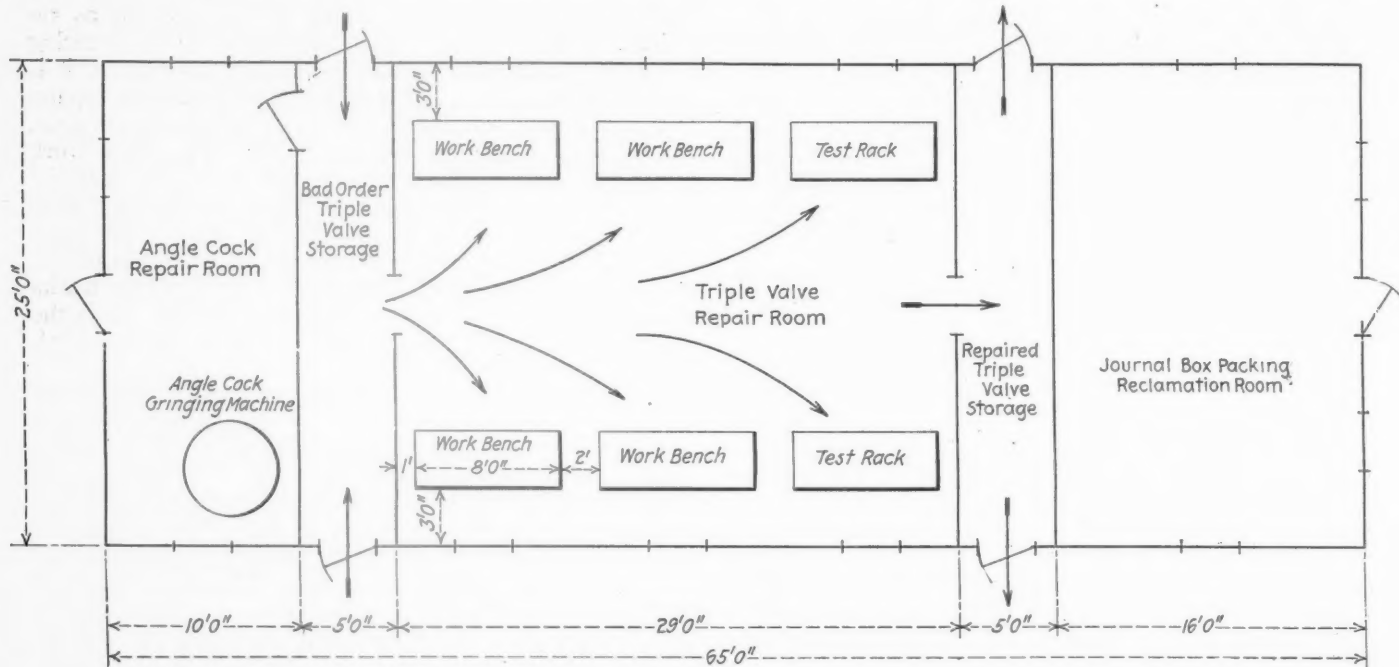 3'0"
Work Bench
Work Bench
Test Rack
Bad Order
Triple
Valve
Storage
Angle Cock
Repair Room
25'0"
Triple Valve
Repair Room
Repaired
Triple
Valve
Storage
Journal Box Packing
Reclamation Room
Angle Cock
Gringing Machine
Work Bench
1'
8'0"
2'
Work Bench
Test Rack
3'0"
10'0"
5'0"
29'0"
5'0"
16'0"
65'0"